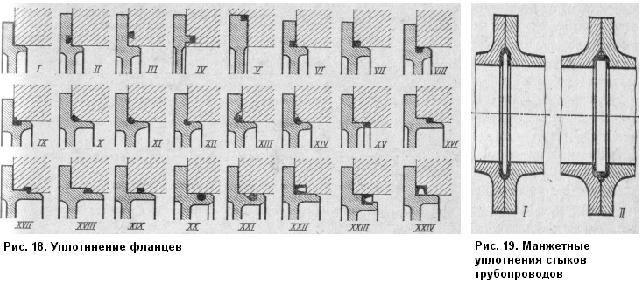 I II III IV V VI VII VIII
IX X XI XII XIII XIV XV XVI
XVII XVIII XIX XX XXI XXII XXIII XXIV
Рис. 18. Уплотнение фланцев
I II
Рис. 19. Манжетные
уплотнения стыков
трубопроводов